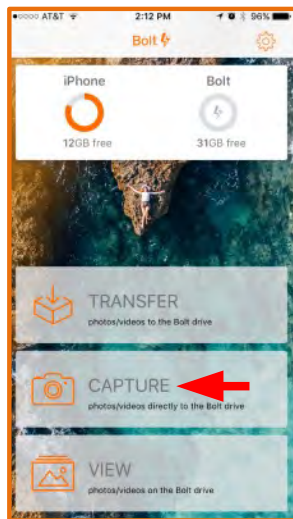 AT&T 2:12 PM 96%
Bolt
iPhone Bolt
12GB free 31GB free
TRANSFER
photos/videos to the Bolt drive
CAPTURE
photos/videos directly to the Bolt drive
VIEW
photos/videos on the Bolt drive